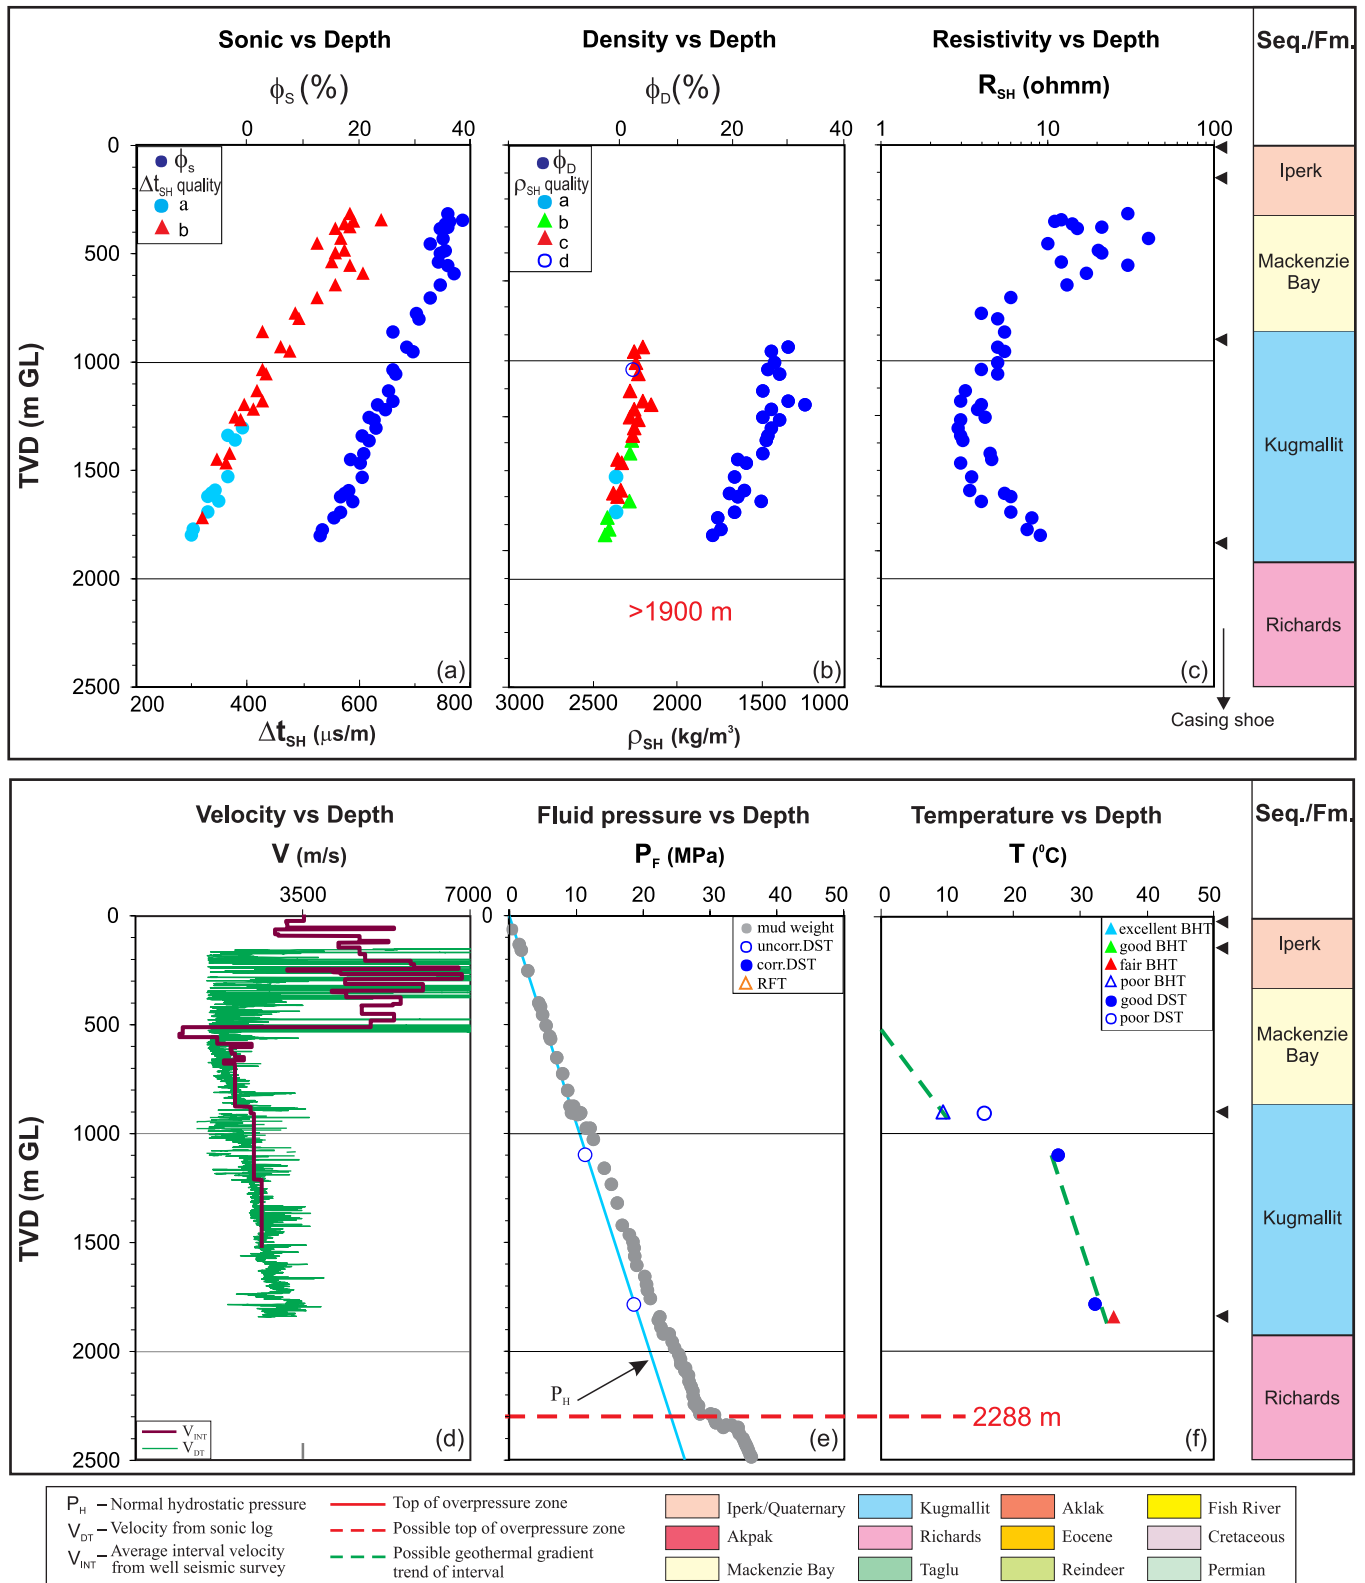 Sonic vs Depth
Density vs Depth
Resistivity vs Depth
Seq./Fm.
ϕS (%)
ϕD(%)
RSH (ohmm)
0 20 40
0 20 40
1 10 100
0
500
1000
1500
2000
2500
TVD (m GL)
ϕS
ΔtSH quality
a
b
ϕD
ρSH quality
a
b
c
d
>1900 m
(a)
(b)
(c)
200 400 600 800
3000 2500 2000 1500 1000
ΔtSH (μs/m)
ρSH (kg/m³)
Casing shoe
Iperk
Mackenzie
Bay
Kugmallit
Richards
Velocity vs Depth
Fluid pressure vs Depth
Temperature vs Depth
Seq./Fm.
V (m/s)
PF (MPa)
T (⁰C)
3500 7000
0 10 20 30 40 50
0 10 20 30 40 50
0
0
500
1000
1500
2000
2500
TVD (m GL)
mud weight
uncorr.DST
corr.DST
RFT
excellent BHT
good BHT
fair BHT
poor BHT
good DST
poor DST
PH
2288 m
VINT
VDT
(d)
(e)
(f)
Iperk
Mackenzie
Bay
Kugmallit
Richards
PH – Normal hydrostatic pressure
VDT – Velocity from sonic log
VINT – Average interval velocity
from well seismic survey
Top of overpressure zone
Possible top of overpressure zone
Possible geothermal gradient
trend of interval
Iperk/Quaternary Kugmallit Aklak Fish River
Akpak Richards Eocene Cretaceous
Mackenzie Bay Taglu Reindeer Permian